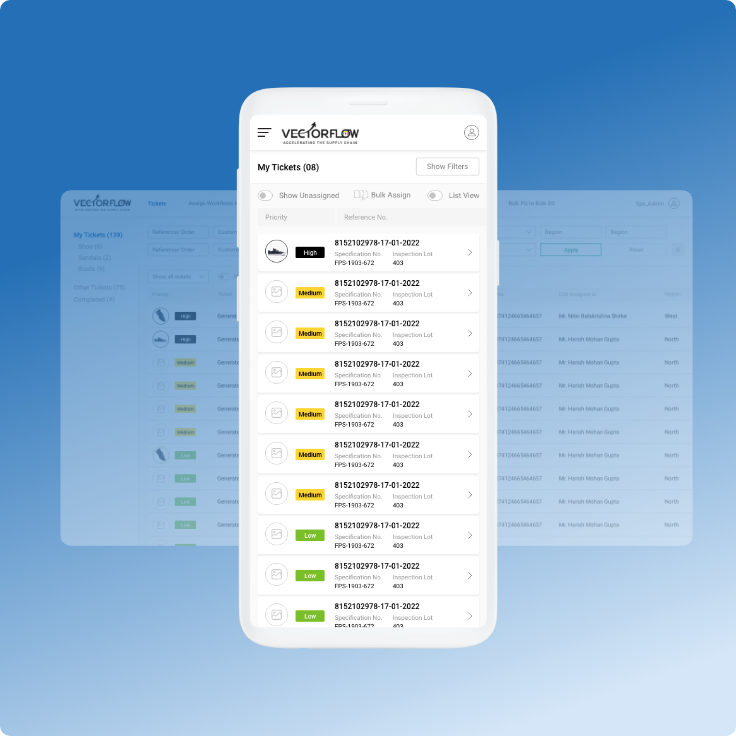 VECTORFLOW
ACCELERATING THE SUPPLY CHAIN
My Tickets (08)
Show Filters
Show Unassigned Bulk Assign List View
Priority Reference No.
8152102978-17-01-2022
High Specification No. Inspection Lot
FPS-1903-672 403
8152102978-17-01-2022
Medium Specification No. Inspection Lot
FPS-1903-672 403
8152102978-17-01-2022
Medium Specification No. Inspection Lot
FPS-1903-672 403
8152102978-17-01-2022
Medium Specification No. Inspection Lot
FPS-1903-672 403
8152102978-17-01-2022
Medium Specification No. Inspection Lot
FPS-1903-672 403
8152102978-17-01-2022
Medium Specification No. Inspection Lot
FPS-1903-672 403
8152102978-17-01-2022
Medium Specification No. Inspection Lot
FPS-1903-672 403
8152102978-17-01-2022
Low Specification No. Inspection Lot
FPS-1903-672 403
8152102978-17-01-2022
Low Specification No. Inspection Lot
FPS-1903-672 403
8152102978-17-01-2022
Low Specification No. Inspection Lot
FPS-1903-672 403
VECTORFLOW
Tickets
Assign Workflows
My Tickets (139)
Shoe (6)
Sandals (2)
Boots (9)
Other Tickets (79)
Completed (4)
Show all tickets
High
High
Medium
Medium
Medium
Medium
Low
Low
Low
Low
Region Region
Apply Reset
Mr. Nitin Balakrishna Shirke West
Mr. Harish Mohan Gupta North
Mr. Harish Mohan Gupta North
Mr. Harish Mohan Gupta North
Mr. Harish Mohan Gupta North
Mr. Harish Mohan Gupta North
Mr. Harish Mohan Gupta North
Mr. Harish Mohan Gupta North
Mr. Harish Mohan Gupta North
Mr. Harish Mohan Gupta North